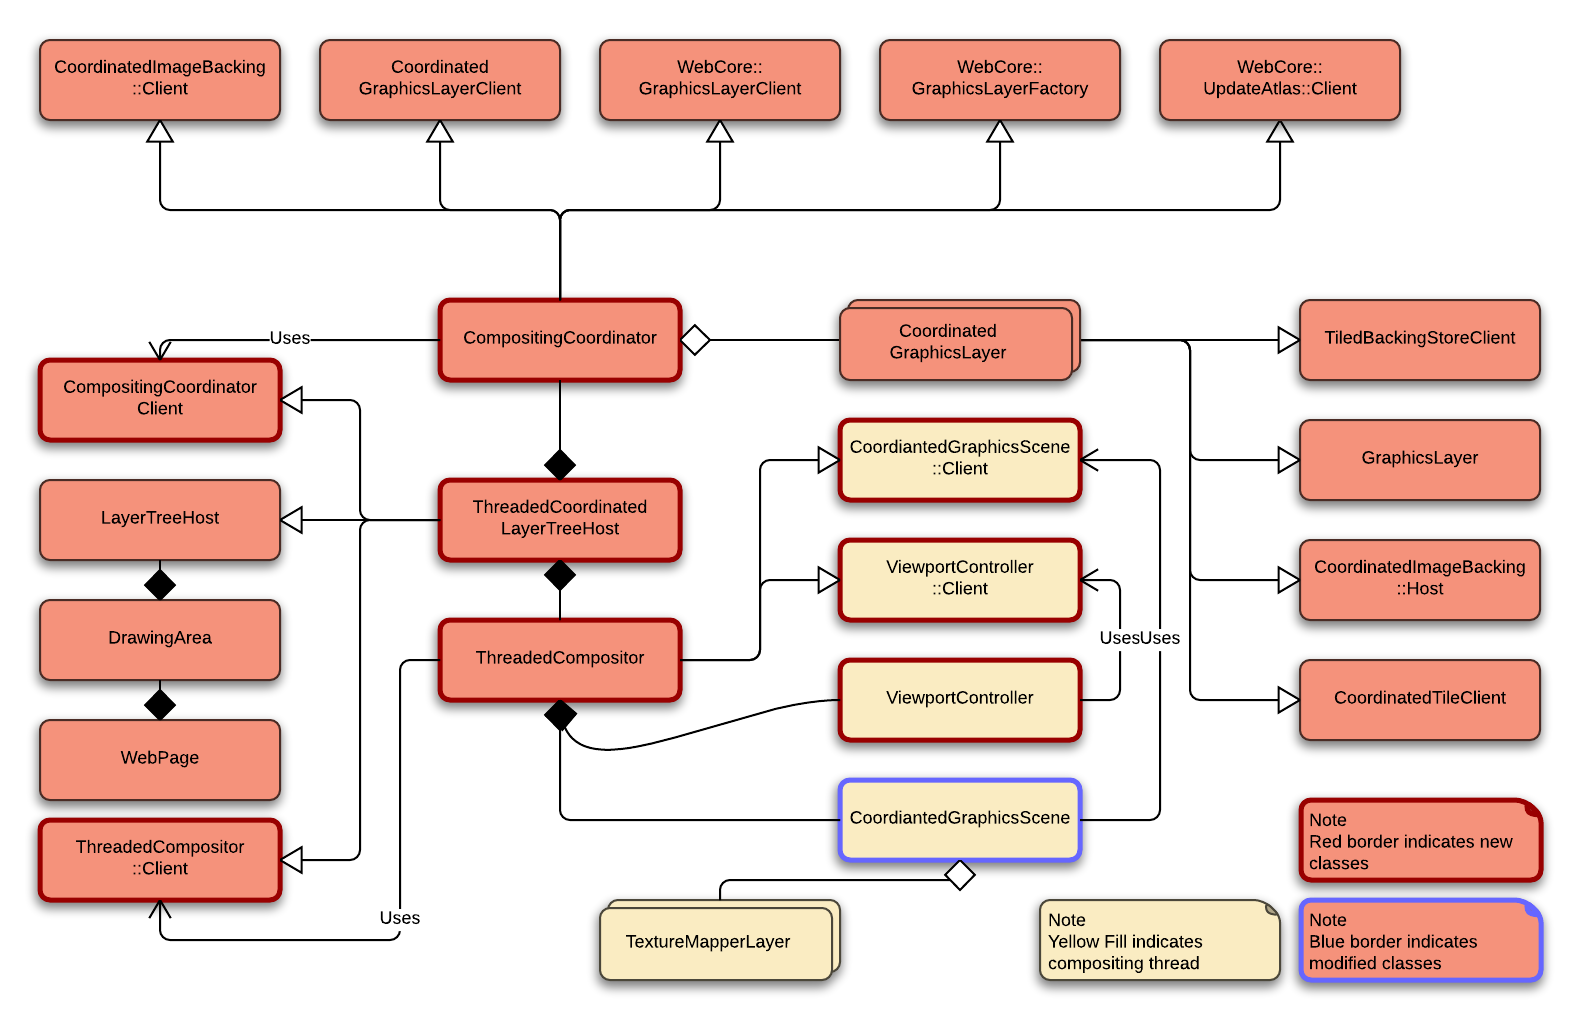 CoordinatedImageBacking
::Client
Coordinated
GraphicsLayerClient
WebCore::
GraphicsLayerClient
WebCore::
GraphicsLayerFactory
WebCore::
UpdateAtlas::Client
Uses
CompositingCoordinator
Coordinated
GraphicsLayer
TiledBackingStoreClient
CompositingCoordinator
Client
CoordiantedGraphicsScene
::Client
GraphicsLayer
LayerTreeHost
ThreadedCoordinated
LayerTreeHost
ViewportController
::Client
CoordinatedImageBacking
::Host
DrawingArea
ThreadedCompositor
Uses
Uses
ViewportController
CoordinatedTileClient
WebPage
CoordiantedGraphicsScene
ThreadedCompositor
::Client
Note
Red border indicates new
classes
Uses
TextureMapperLayer
Note
Yellow Fill indicates
compositing thread
Note
Blue border indicates
modified classes